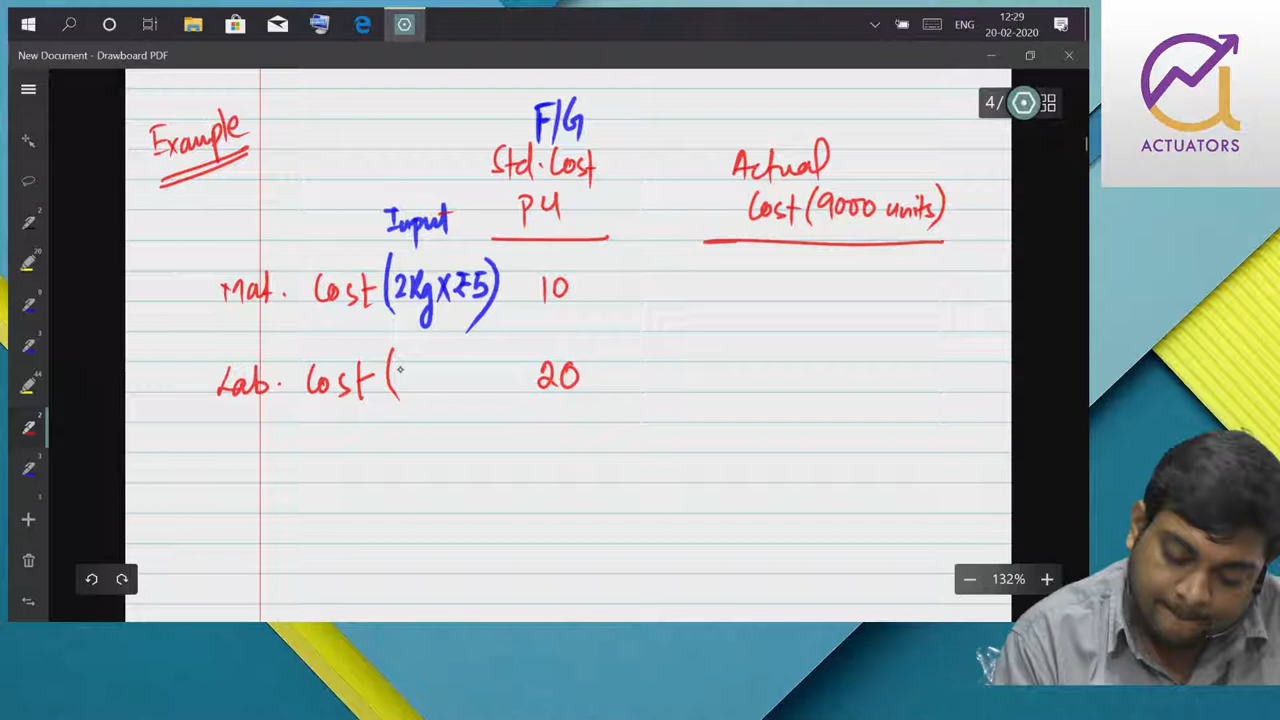 12:29
ENG
20-02-2020
New Document - Drawboard PDF
4/
ACTUATORS
Example
F/G
Std. Cost
PU
Actual
Cost (9000 units)
Input
Mat. Cost (2Kg X ₹5) 10
Lab. Cost ( 20
132%